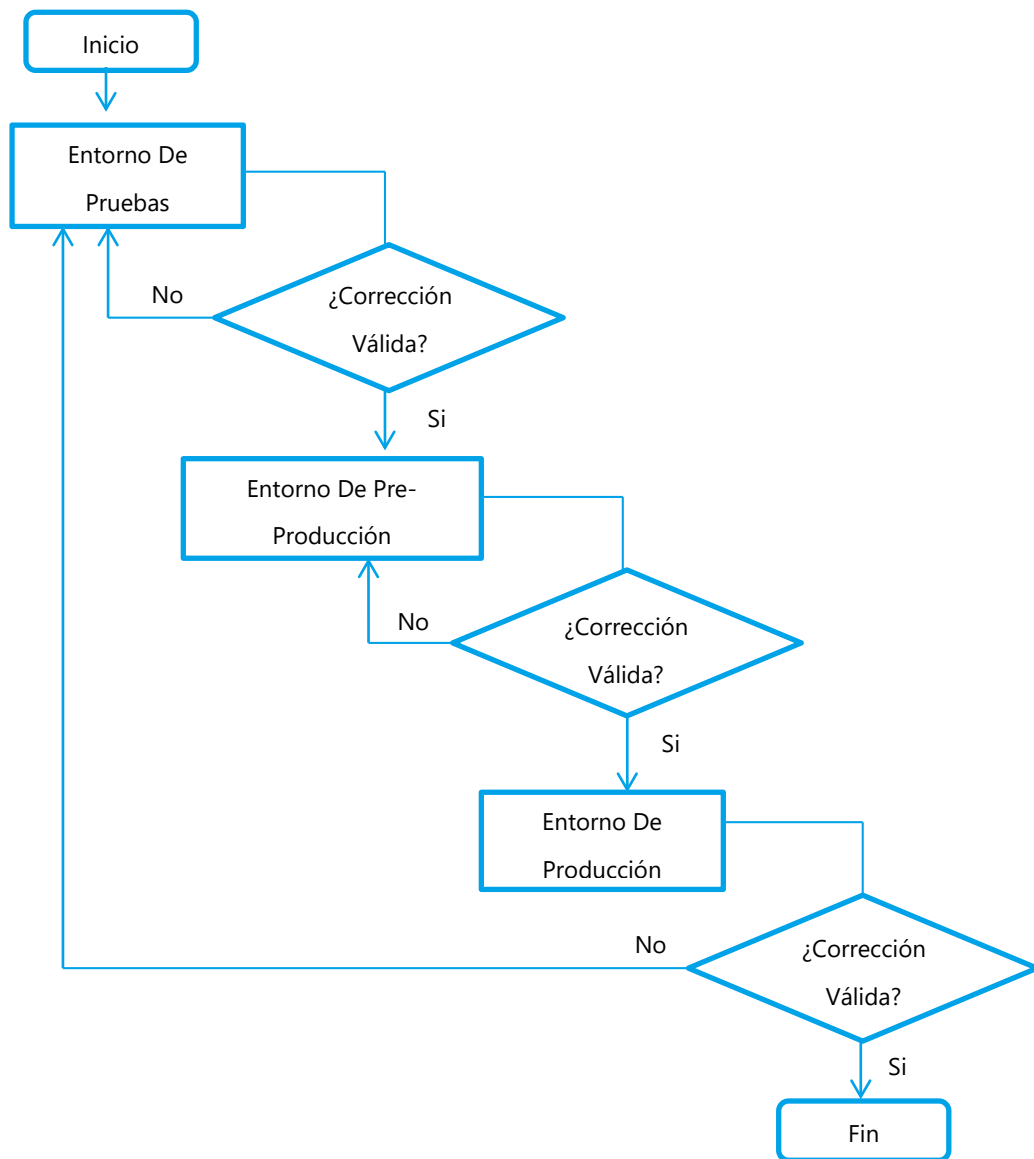 Inicio
Entorno De
Pruebas
No
¿Corrección
Válida?
Si
Entorno De Pre-
Producción
No
¿Corrección
Válida?
Si
Entorno De
Producción
No
¿Corrección
Válida?
Si
Fin